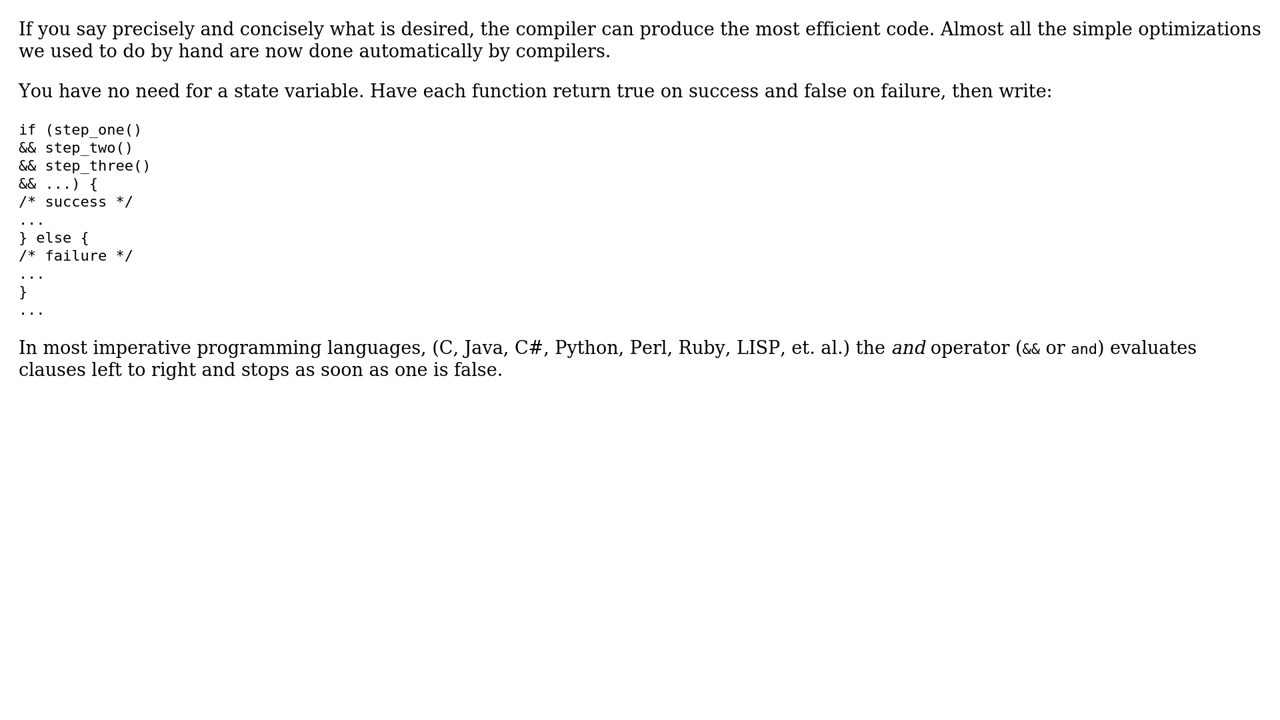 If you say precisely and concisely what is desired, the compiler can produce the most efficient code. Almost all the simple optimizations
we used to do by hand are now done automatically by compilers.
You have no need for a state variable. Have each function return true on success and false on failure, then write:
if (step_one()
&& step_two()
&& step_three()
&& ...) {
/* success */
...
} else {
/* failure */
...
}
...
In most imperative programming languages, (C, Java, C#, Python, Perl, Ruby, LISP, et. al.) the and operator (&& or and) evaluates
clauses left to right and stops as soon as one is false.